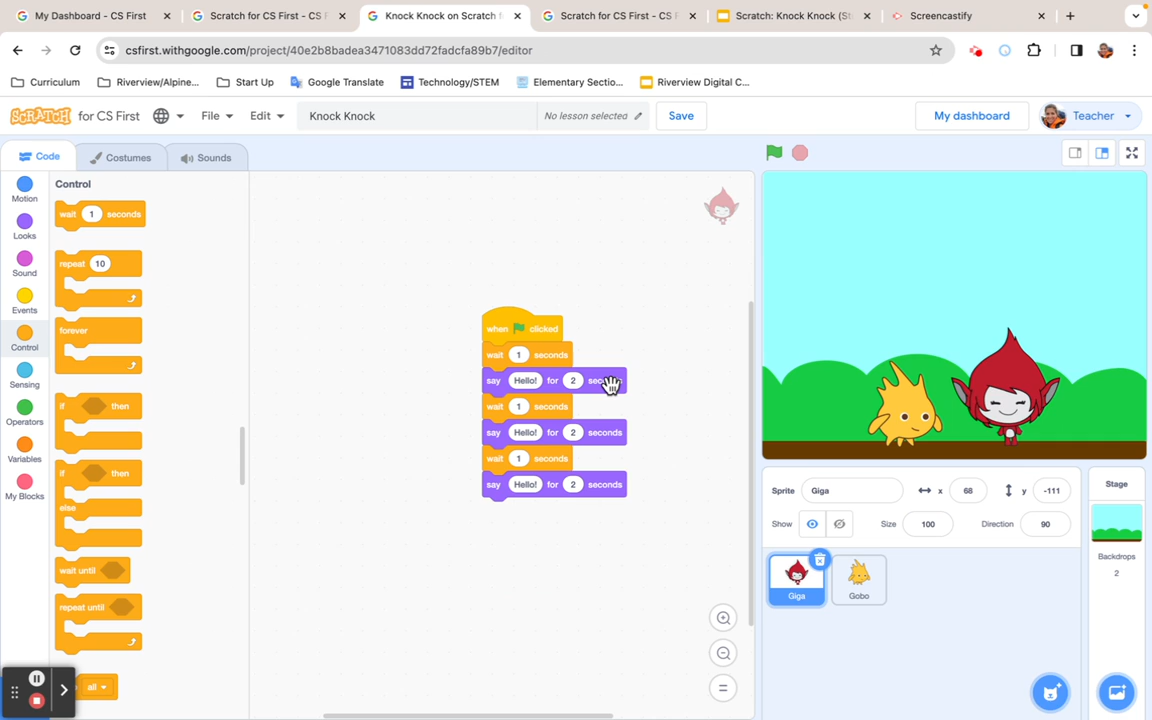 My Dashboard - CS First
Scratch for CS First - CS F
Knock Knock on Scratch f
Scratch for CS First - CS F
Scratch: Knock Knock (St
Screencastify
csfirst.withgoogle.com/project/40e2b8badea3471083dd72fadcfa89b7/editor
Curriculum
Riverview/Alpine...
Start Up
Google Translate
Technology/STEM
Elementary Sectio...
Riverview Digital C...
SCRATCH for CS First
File
Edit
Knock Knock
No lesson selected
Save
My dashboard
Teacher
Code
Costumes
Sounds
Motion
Looks
Sound
Events
Control
Sensing
Operators
Variables
My Blocks
Control
wait 1 seconds
repeat 10
forever
if then
if then
else
wait until
repeat until
all
when clicked
wait 1 seconds
say Hello! for 2 seconds
wait 1 seconds
say Hello! for 2 seconds
wait 1 seconds
say Hello! for 2 seconds
Sprite Giga x 68 y -111
Show Size 100 Direction 90
Giga
Gobo
Stage
Backdrops
2